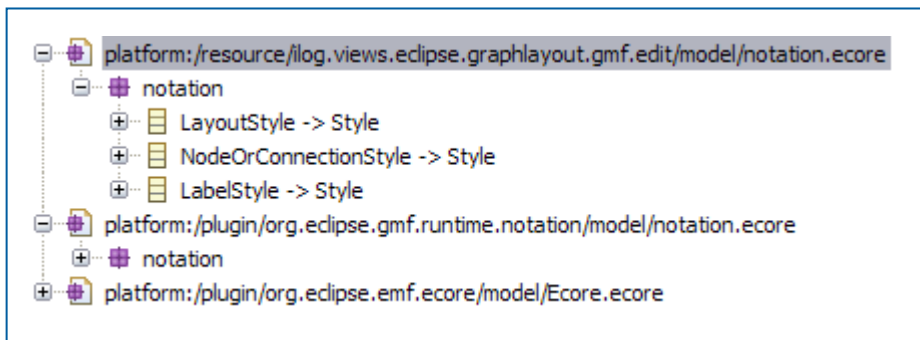 platform:/resource/ilog.views.eclipse.graphlayout.gmf.edit/model/notation.ecore
notation
LayoutStyle -> Style
NodeOrConnectionStyle -> Style
LabelStyle -> Style
platform:/plugin/org.eclipse.gmf.runtime.notation/model/notation.ecore
notation
platform:/plugin/org.eclipse.emf.ecore/model/Ecore.ecore